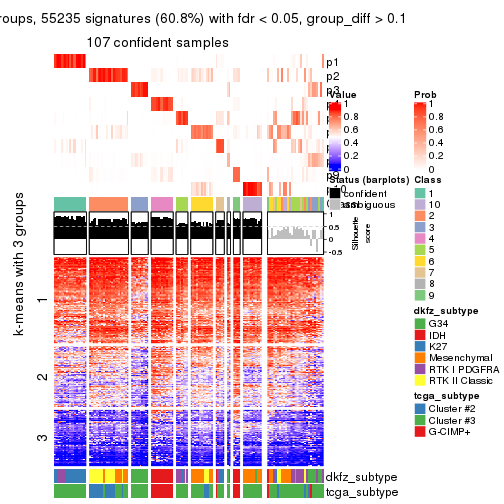 roups, 55235 signatures (60.8%) with fdr < 0.05, group_diff > 0.1
107 confident samples
p1
p2
p3
p4
Value
1
0.8
0.6
0.4
0.2
0
Prob
1
0.8
0.6
0.4
0.2
0
Status (barplots)
confident
ambiguous
Class
1
10
2
3
4
5
6
7
8
9
1
0.5
0
-0.5
Silhouette
score
k-means with 3 groups
1
2
3
dkfz_subtype
G34
IDH
K27
Mesenchymal
RTK I PDGFRA
RTK II Classic
tcga_subtype
Cluster #2
Cluster #3
G-CIMP+
dkfz_subtype
tcga_subtype